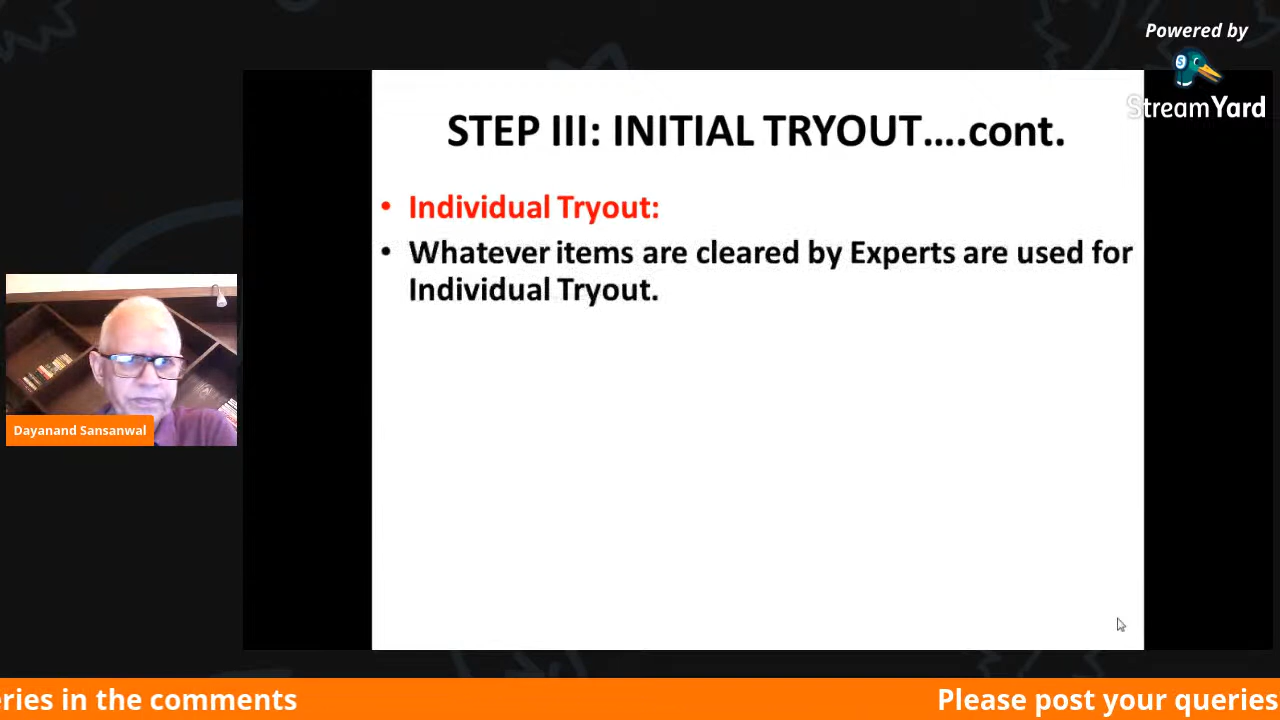 Powered by
StreamYard
STEP III: INITIAL TRYOUT....cont.
• Individual Tryout:
• Whatever items are cleared by Experts are used for
Individual Tryout.
Dayanand Sansanwal
eries in the comments
Please post your queries